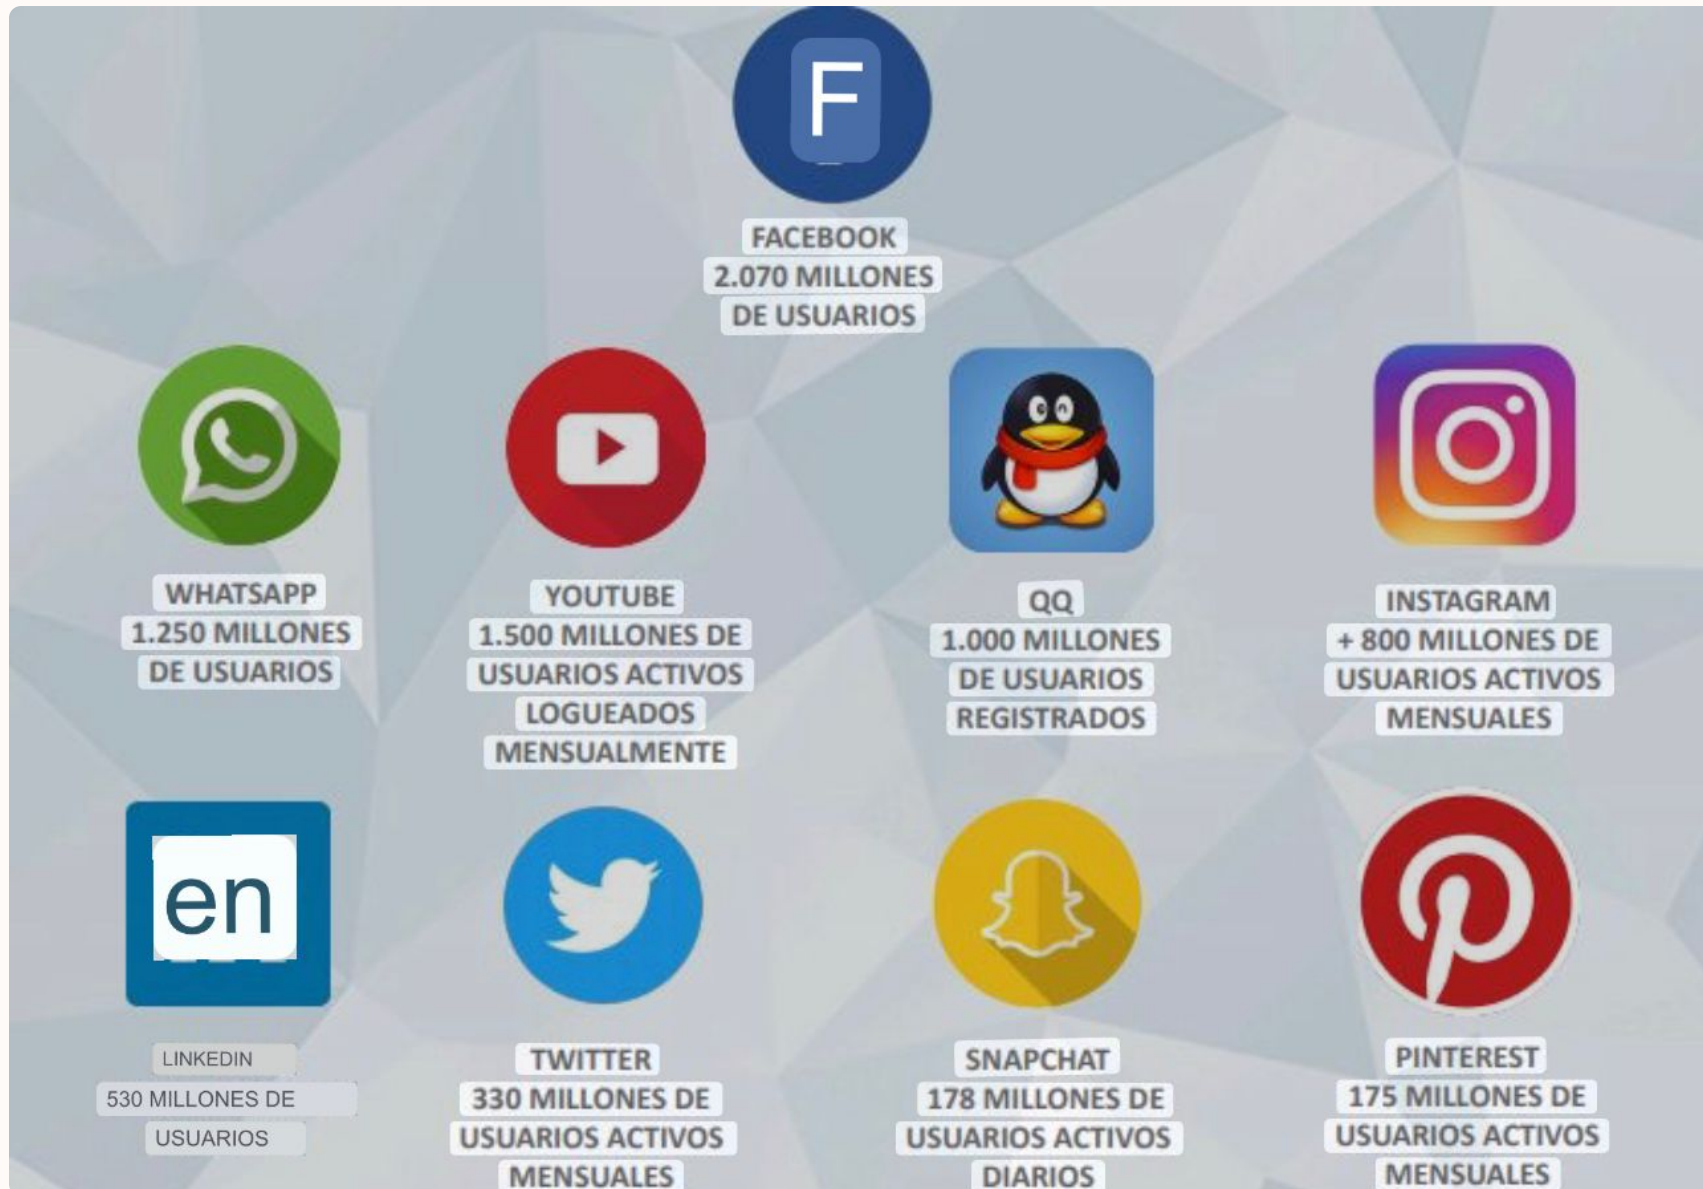 F
FACEBOOK
2.070 MILLONES
DE USUARIOS
WHATSAPP
1.250 MILLONES
DE USUARIOS
YOUTUBE
1.500 MILLONES DE
USUARIOS ACTIVOS
LOGUEADOS
MENSUALMENTE
QQ
1.000 MILLONES
DE USUARIOS
REGISTRADOS
INSTAGRAM
+ 800 MILLONES DE
USUARIOS ACTIVOS
MENSUALES
en
LINKEDIN
530 MILLONES DE
USUARIOS
TWITTER
330 MILLONES DE
USUARIOS ACTIVOS
MENSUALES
SNAPCHAT
178 MILLONES DE
USUARIOS ACTIVOS
DIARIOS
PINTEREST
175 MILLONES DE
USUARIOS ACTIVOS
MENSUALES